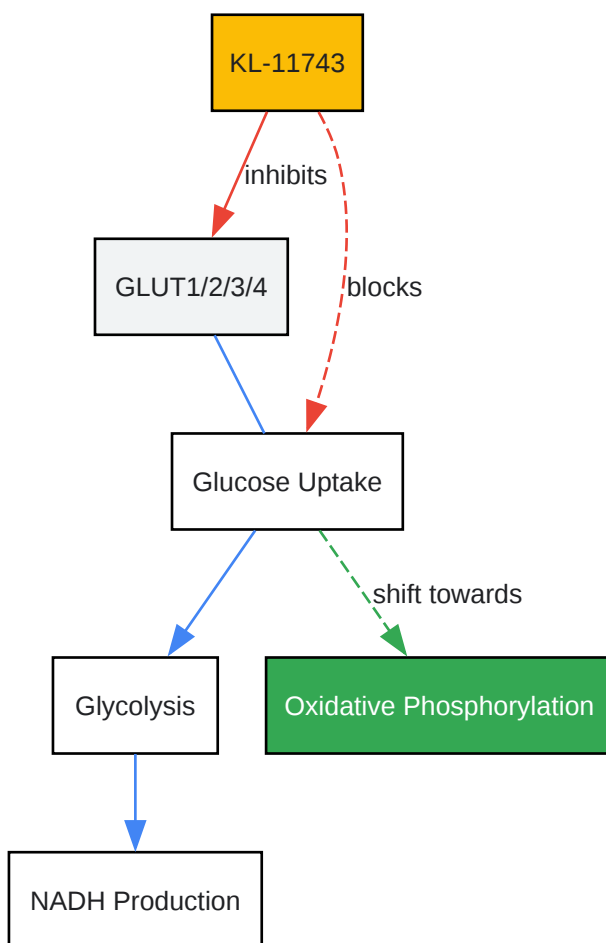 KL-11743
inhibits
GLUT1/2/3/4
blocks
Glucose Uptake
shift towards
Glycolysis
Oxidative Phosphorylation
NADH Production